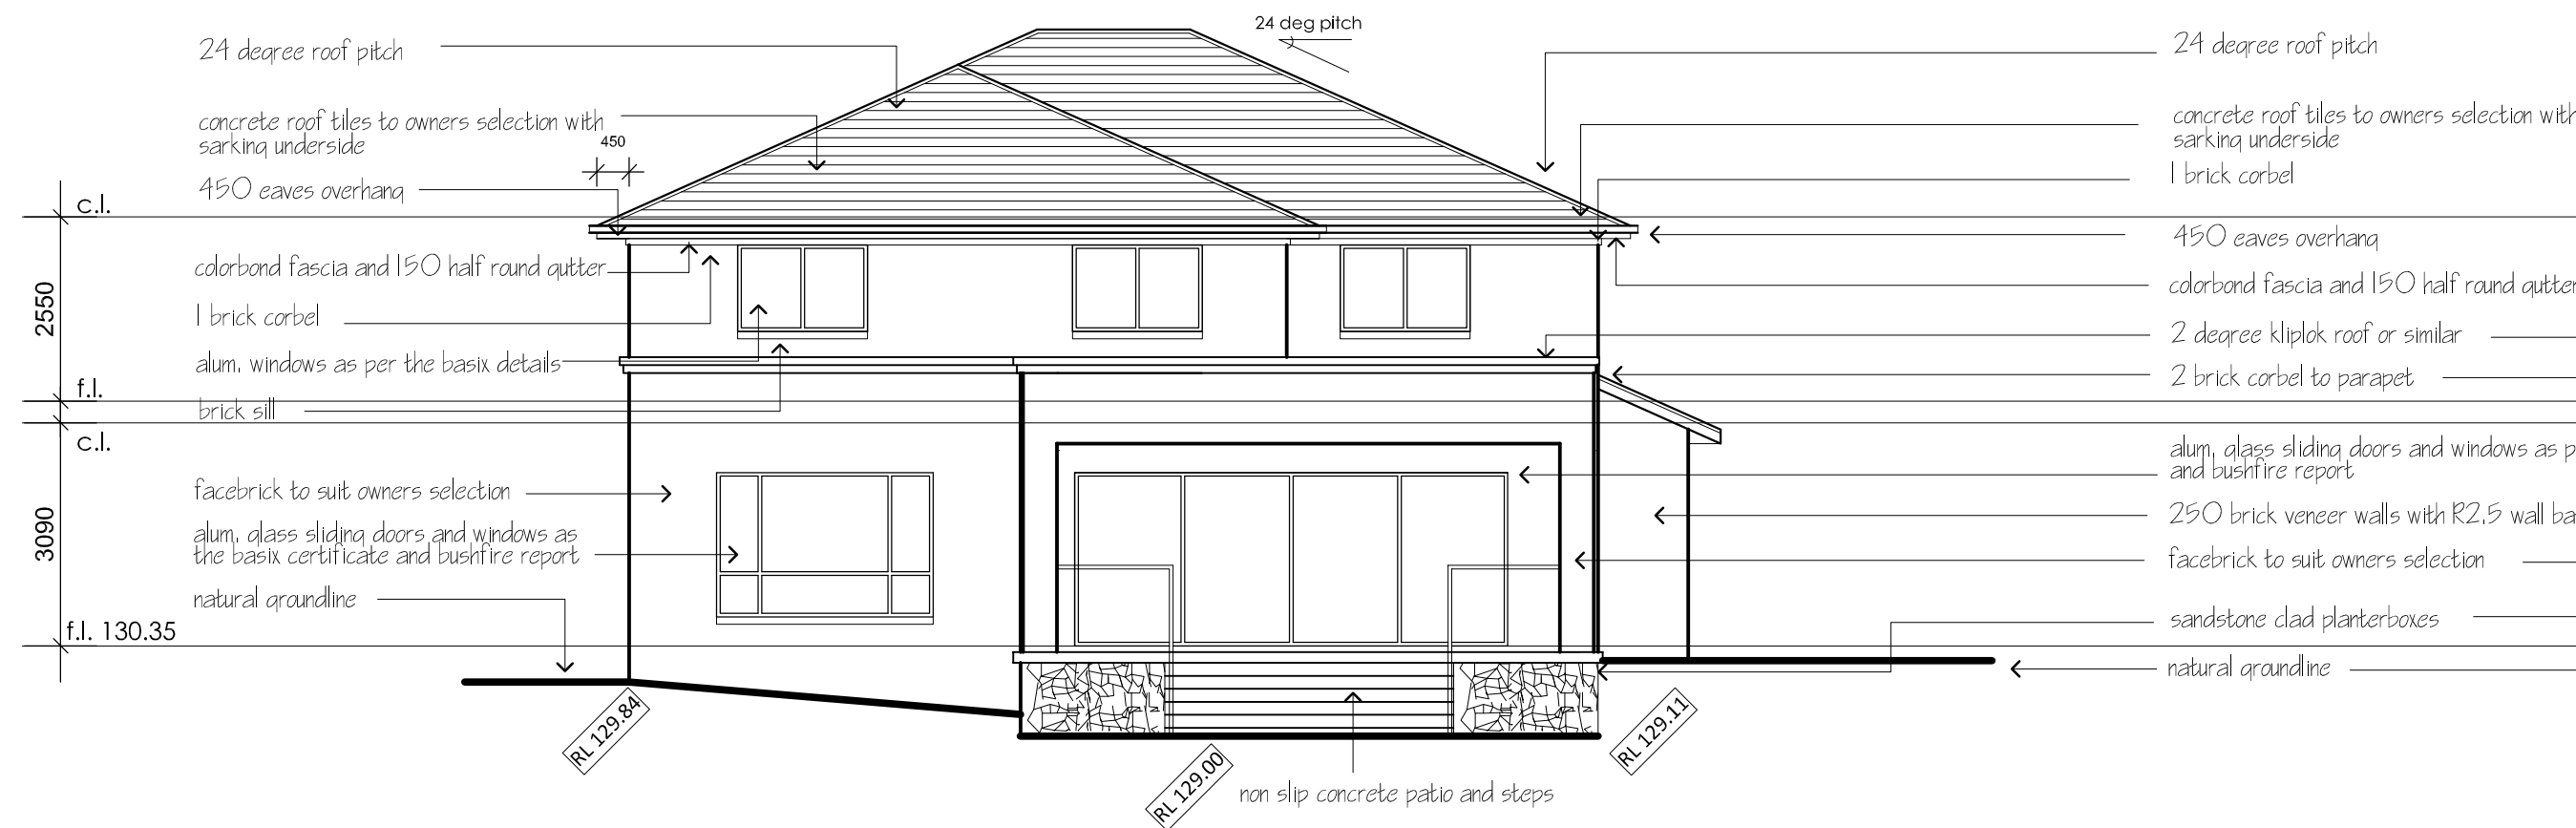 24 deg pitch
24 degree roof pitch
concrete roof tiles to owners selection with
sarking underside
450
450 eaves overhang
c.l.
colorbond fascia and 150 half round gutter
2550
1 brick corbel
alum. windows as per the basix details
f.l.
brick sill
c.l.
facebrick to suit owners selection
alum. glass sliding doors and windows as
the basix certificate and bushfire report
3090
natural groundline
f.l. 130.35
RL 129.84
RL 129.00
RL 129.11
non slip concrete patio and steps
24 degree roof pitch
concrete roof tiles to owners selection with
sarking underside
1 brick corbel
450 eaves overhang
colorbond fascia and 150 half round gutter
2 degree kliplok roof or similar
2 brick corbel to parapet
alum. glass sliding doors and windows as p
and bushfire report
250 brick veneer walls with R2.5 wall ba
facebrick to suit owners selection
sandstone clad planterboxes
natural groundline